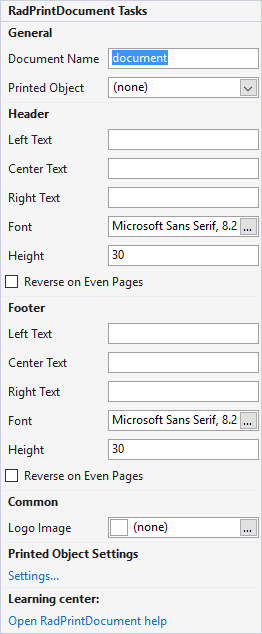 RadPrintDocument Tasks
General
Document Name document
Printed Object (none)
Header
Left Text
Center Text
Right Text
Font Microsoft Sans Serif, 8.2 ...
Height 30
Reverse on Even Pages
Footer
Left Text
Center Text
Right Text
Font Microsoft Sans Serif, 8.2 ...
Height 30
Reverse on Even Pages
Common
Logo Image (none) ...
Printed Object Settings
Settings...
Learning center:
Open RadPrintDocument help